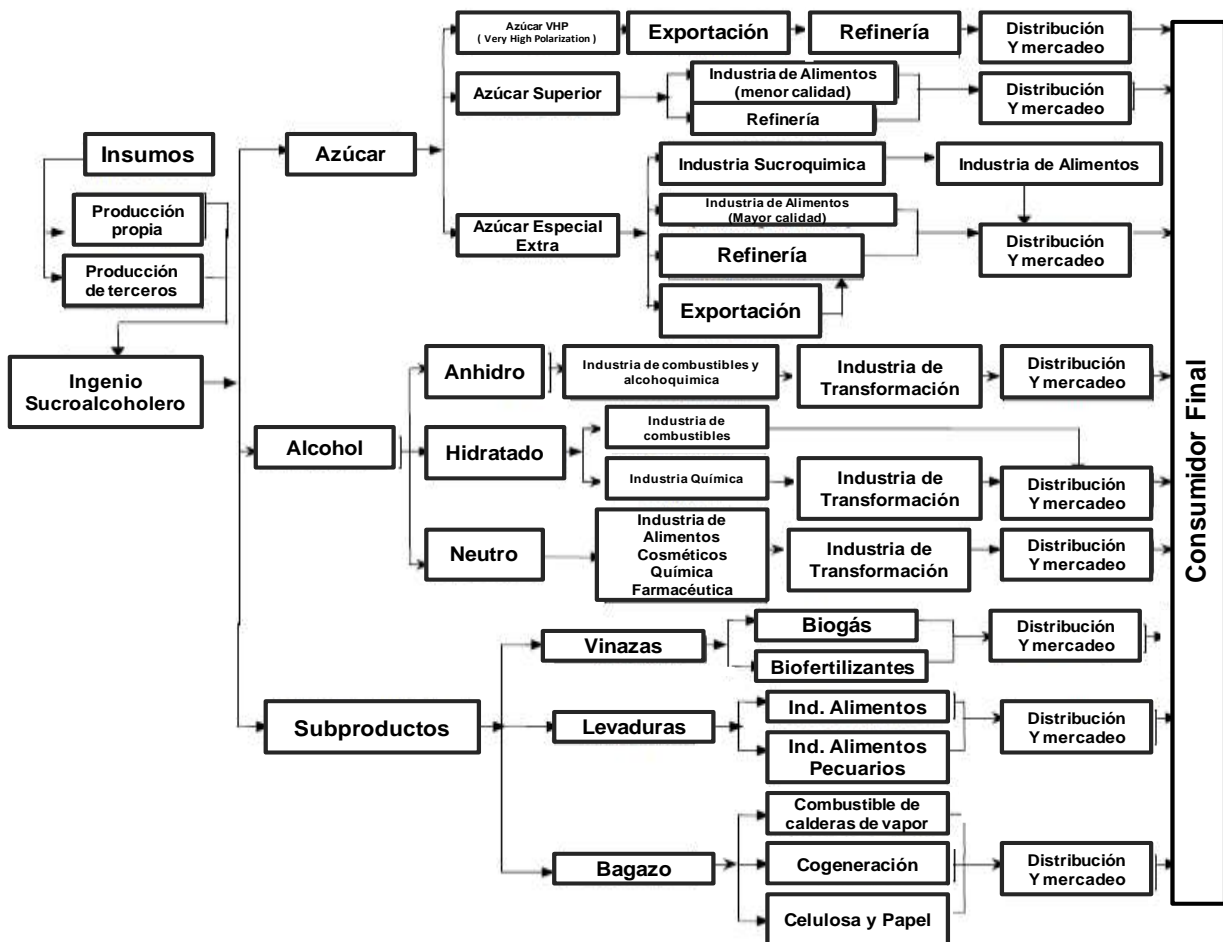 Azúcar VHP
( Very High Polarization )
Exportación
Refinería
Distribución
Y mercadeo
Azúcar Superior
Industria de Alimentos
(menor calidad)
Refinería
Distribución
Y mercadeo
Insumos
Producción
propia
Producción
de terceros
Ingenio
Sucroalcoholero
Azúcar
Azúcar Especial
Extra
Industria Sucroquimica
Industria de Alimentos
Industria de Alimentos
(Mayor calidad)
Refinería
Exportación
Distribución
Y mercadeo
Alcohol
Anhidro
Industria de combustibles y
alcohoquimica
Industria de
Transformación
Distribución
Y mercadeo
Hidratado
Industria de
combustibles
Industria Química
Industria de
Transformación
Distribución
Y mercadeo
Neutro
Industria de
Alimentos
Cosméticos
Química
Farmacéutica
Industria de
Transformación
Distribución
Y mercadeo
Subproductos
Vinazas
Biogás
Biofertilizantes
Distribución
Y mercadeo
Levaduras
Ind. Alimentos
Ind. Alimentos
Pecuarios
Distribución
Y mercadeo
Bagazo
Combustible de
calderas de vapor
Cogeneración
Celulosa y Papel
Distribución
Y mercadeo
Consumidor Final